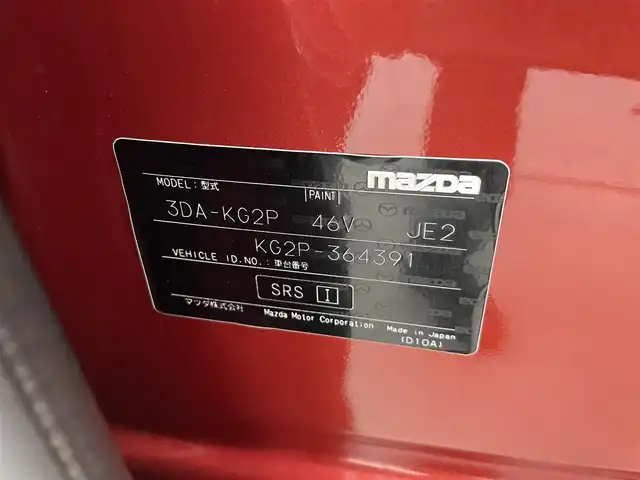 mazda
MODEL:型式 PAINT
3DA-KG2P 46V JE2
KG2P-364391
VEHICLE ID.NO.:車台番号
SRS I
マツダ株式会社 Mazda Motor Corporation Made in Japan
(D10A)